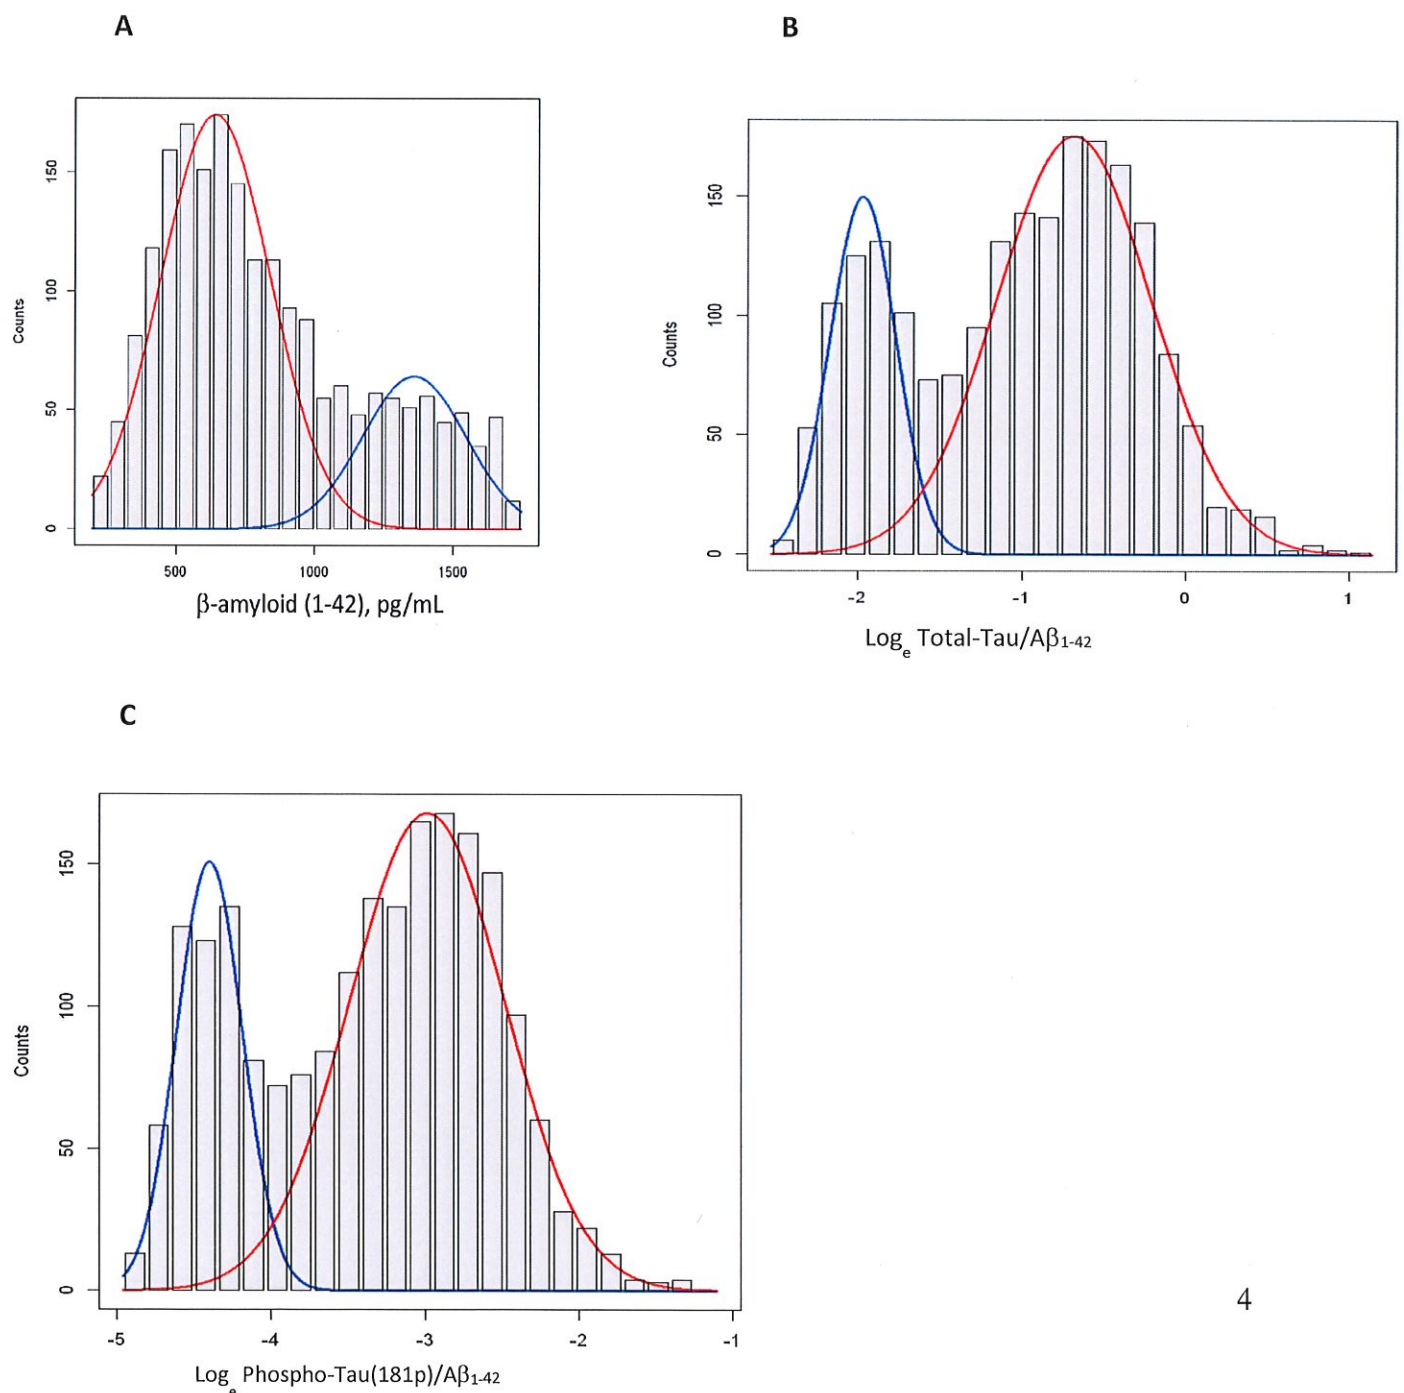 A
B
150
100
50
0
Counts
500 1000 1500
β-amyloid (1-42), pg/mL
150
100
50
0
Counts
-2 -1 0 1
Logₑ Total-Tau/Aβ₁₋₄₂
C
150
100
50
0
Counts
-5 -4 -3 -2 -1
Logₑ Phospho-Tau(181p)/Aβ₁₋₄₂
4